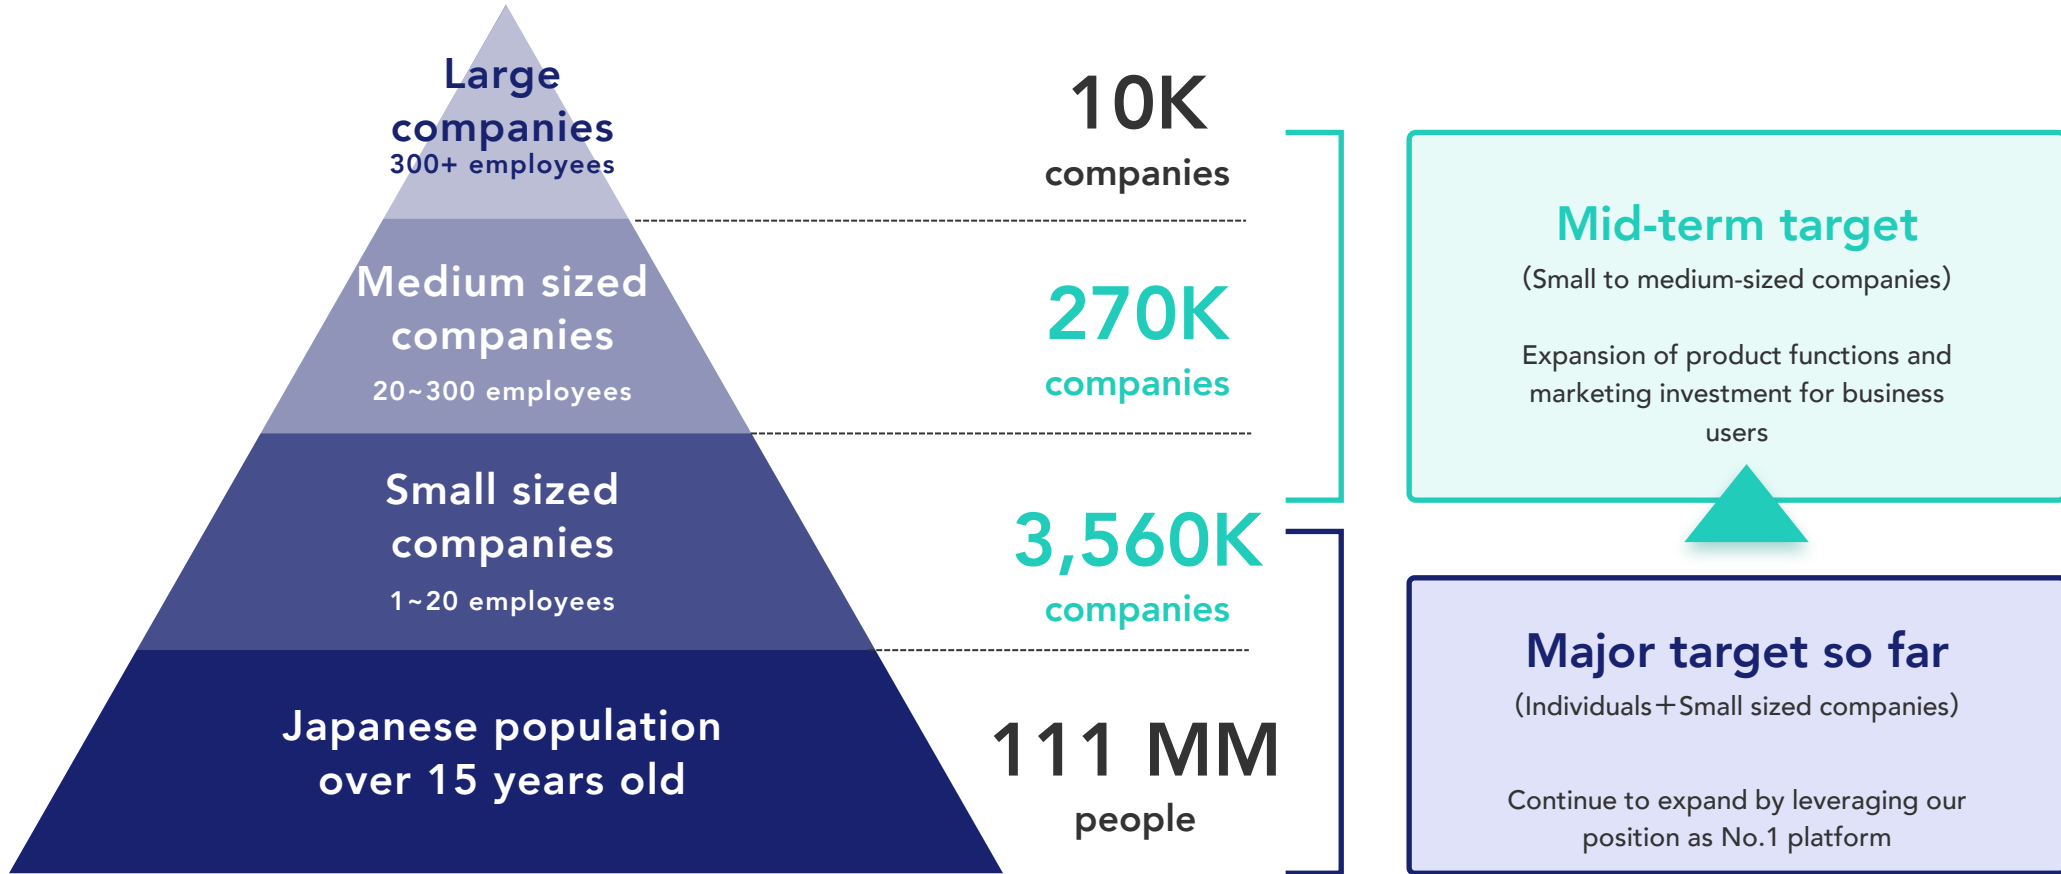 Large
companies
300+ employees
10K
companies
Medium sized
companies
20~300 employees
270K
companies
Small sized
companies
1~20 employees
3,560K
companies
Japanese population
over 15 years old
111 MM
people
Mid-term target
(Small to medium-sized companies)
Expansion of product functions and
marketing investment for business
users
Major target so far
(Individuals+Small sized companies)
Continue to expand by leveraging our
position as No.1 platform